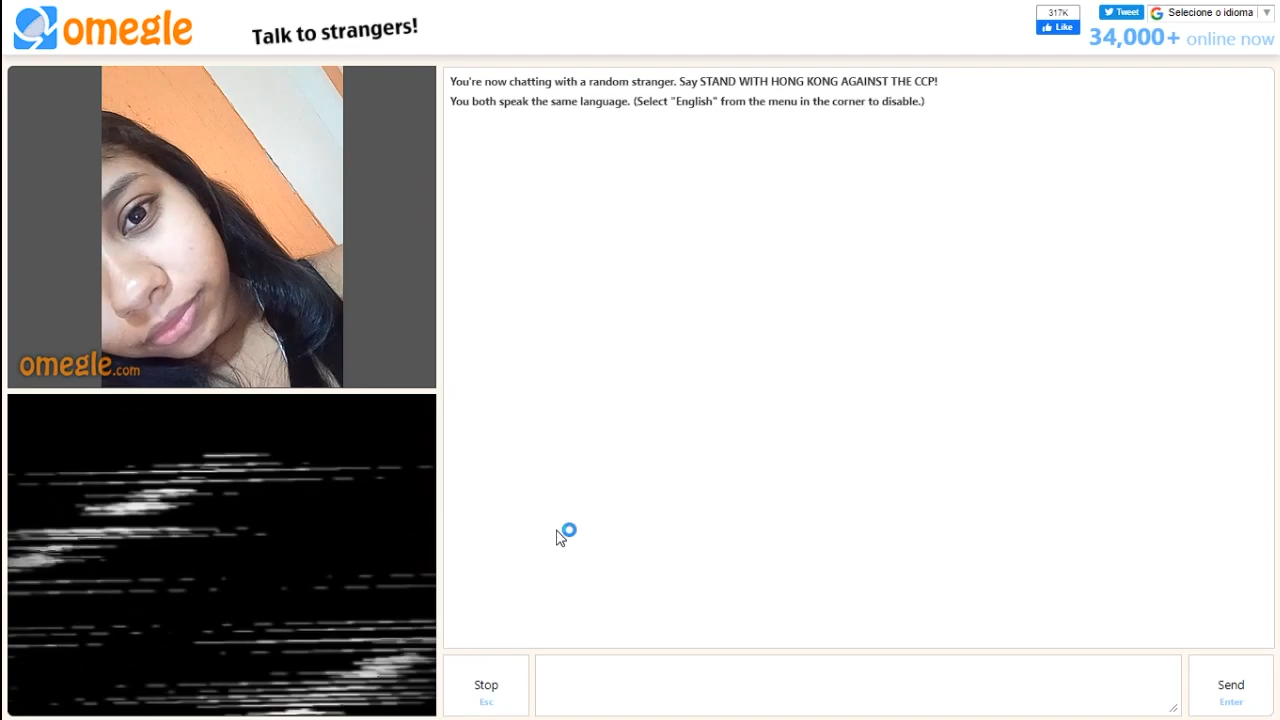 omegle
Talk to strangers!
317K
Like
Tweet
Selecione o idioma
34,000+ online now
You're now chatting with a random stranger. Say STAND WITH HONG KONG AGAINST THE CCP!
You both speak the same language. (Select "English" from the menu in the corner to disable.)
omegle.com
Stop
Esc
Send
Enter